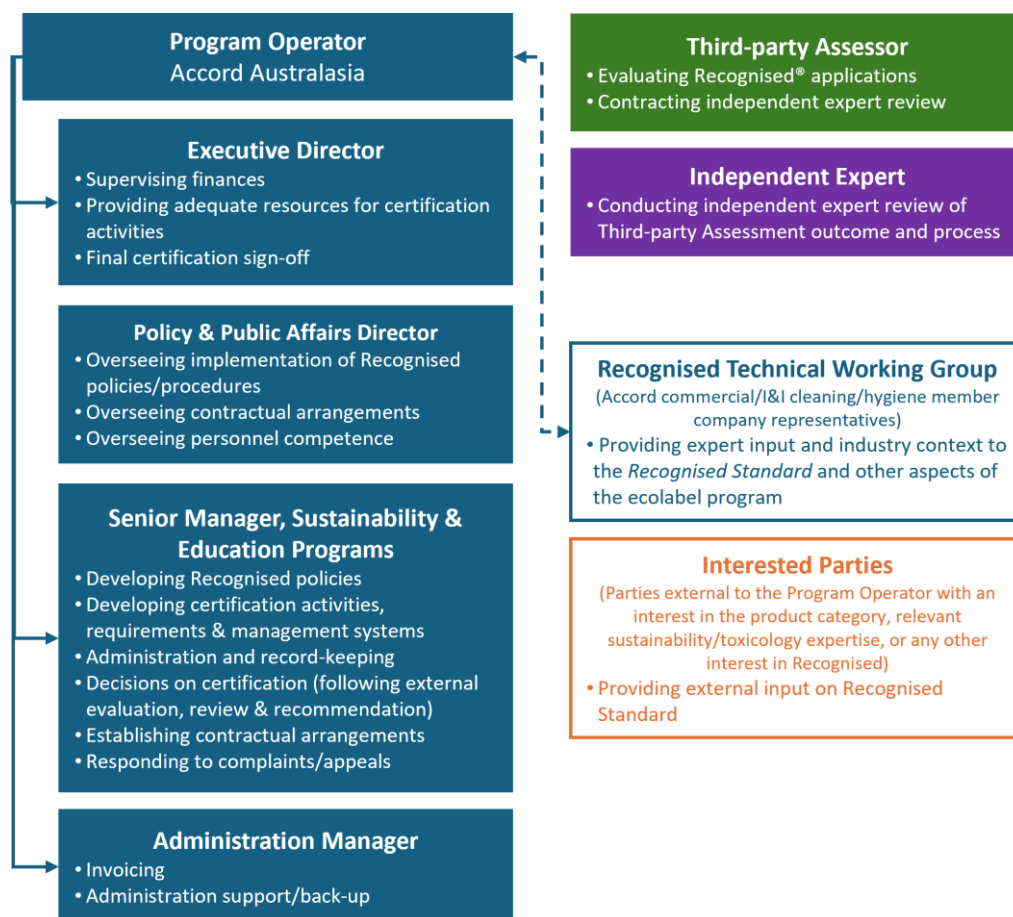 Program Operator
Accord Australasia
Executive Director
• Supervising finances
• Providing adequate resources for certification
activities
• Final certification sign-off
Policy & Public Affairs Director
• Overseeing implementation of Recognised
policies/procedures
• Overseeing contractual arrangements
• Overseeing personnel competence
Senior Manager, Sustainability &
Education Programs
• Developing Recognised policies
• Developing certification activities,
requirements & management systems
• Administration and record-keeping
• Decisions on certification (following external
evaluation, review & recommendation)
• Establishing contractual arrangements
• Responding to complaints/appeals
Administration Manager
• Invoicing
• Administration support/back-up
Third-party Assessor
• Evaluating Recognised® applications
• Contracting independent expert review
Independent Expert
• Conducting independent expert review of
Third-party Assessment outcome and process
Recognised Technical Working Group
(Accord commercial/I&I cleaning/hygiene member
company representatives)
• Providing expert input and industry context to
the Recognised Standard and other aspects of
the ecolabel program
Interested Parties
(Parties external to the Program Operator with an
interest in the product category, relevant
sustainability/toxicology expertise, or any other
interest in Recognised)
• Providing external input on Recognised
Standard